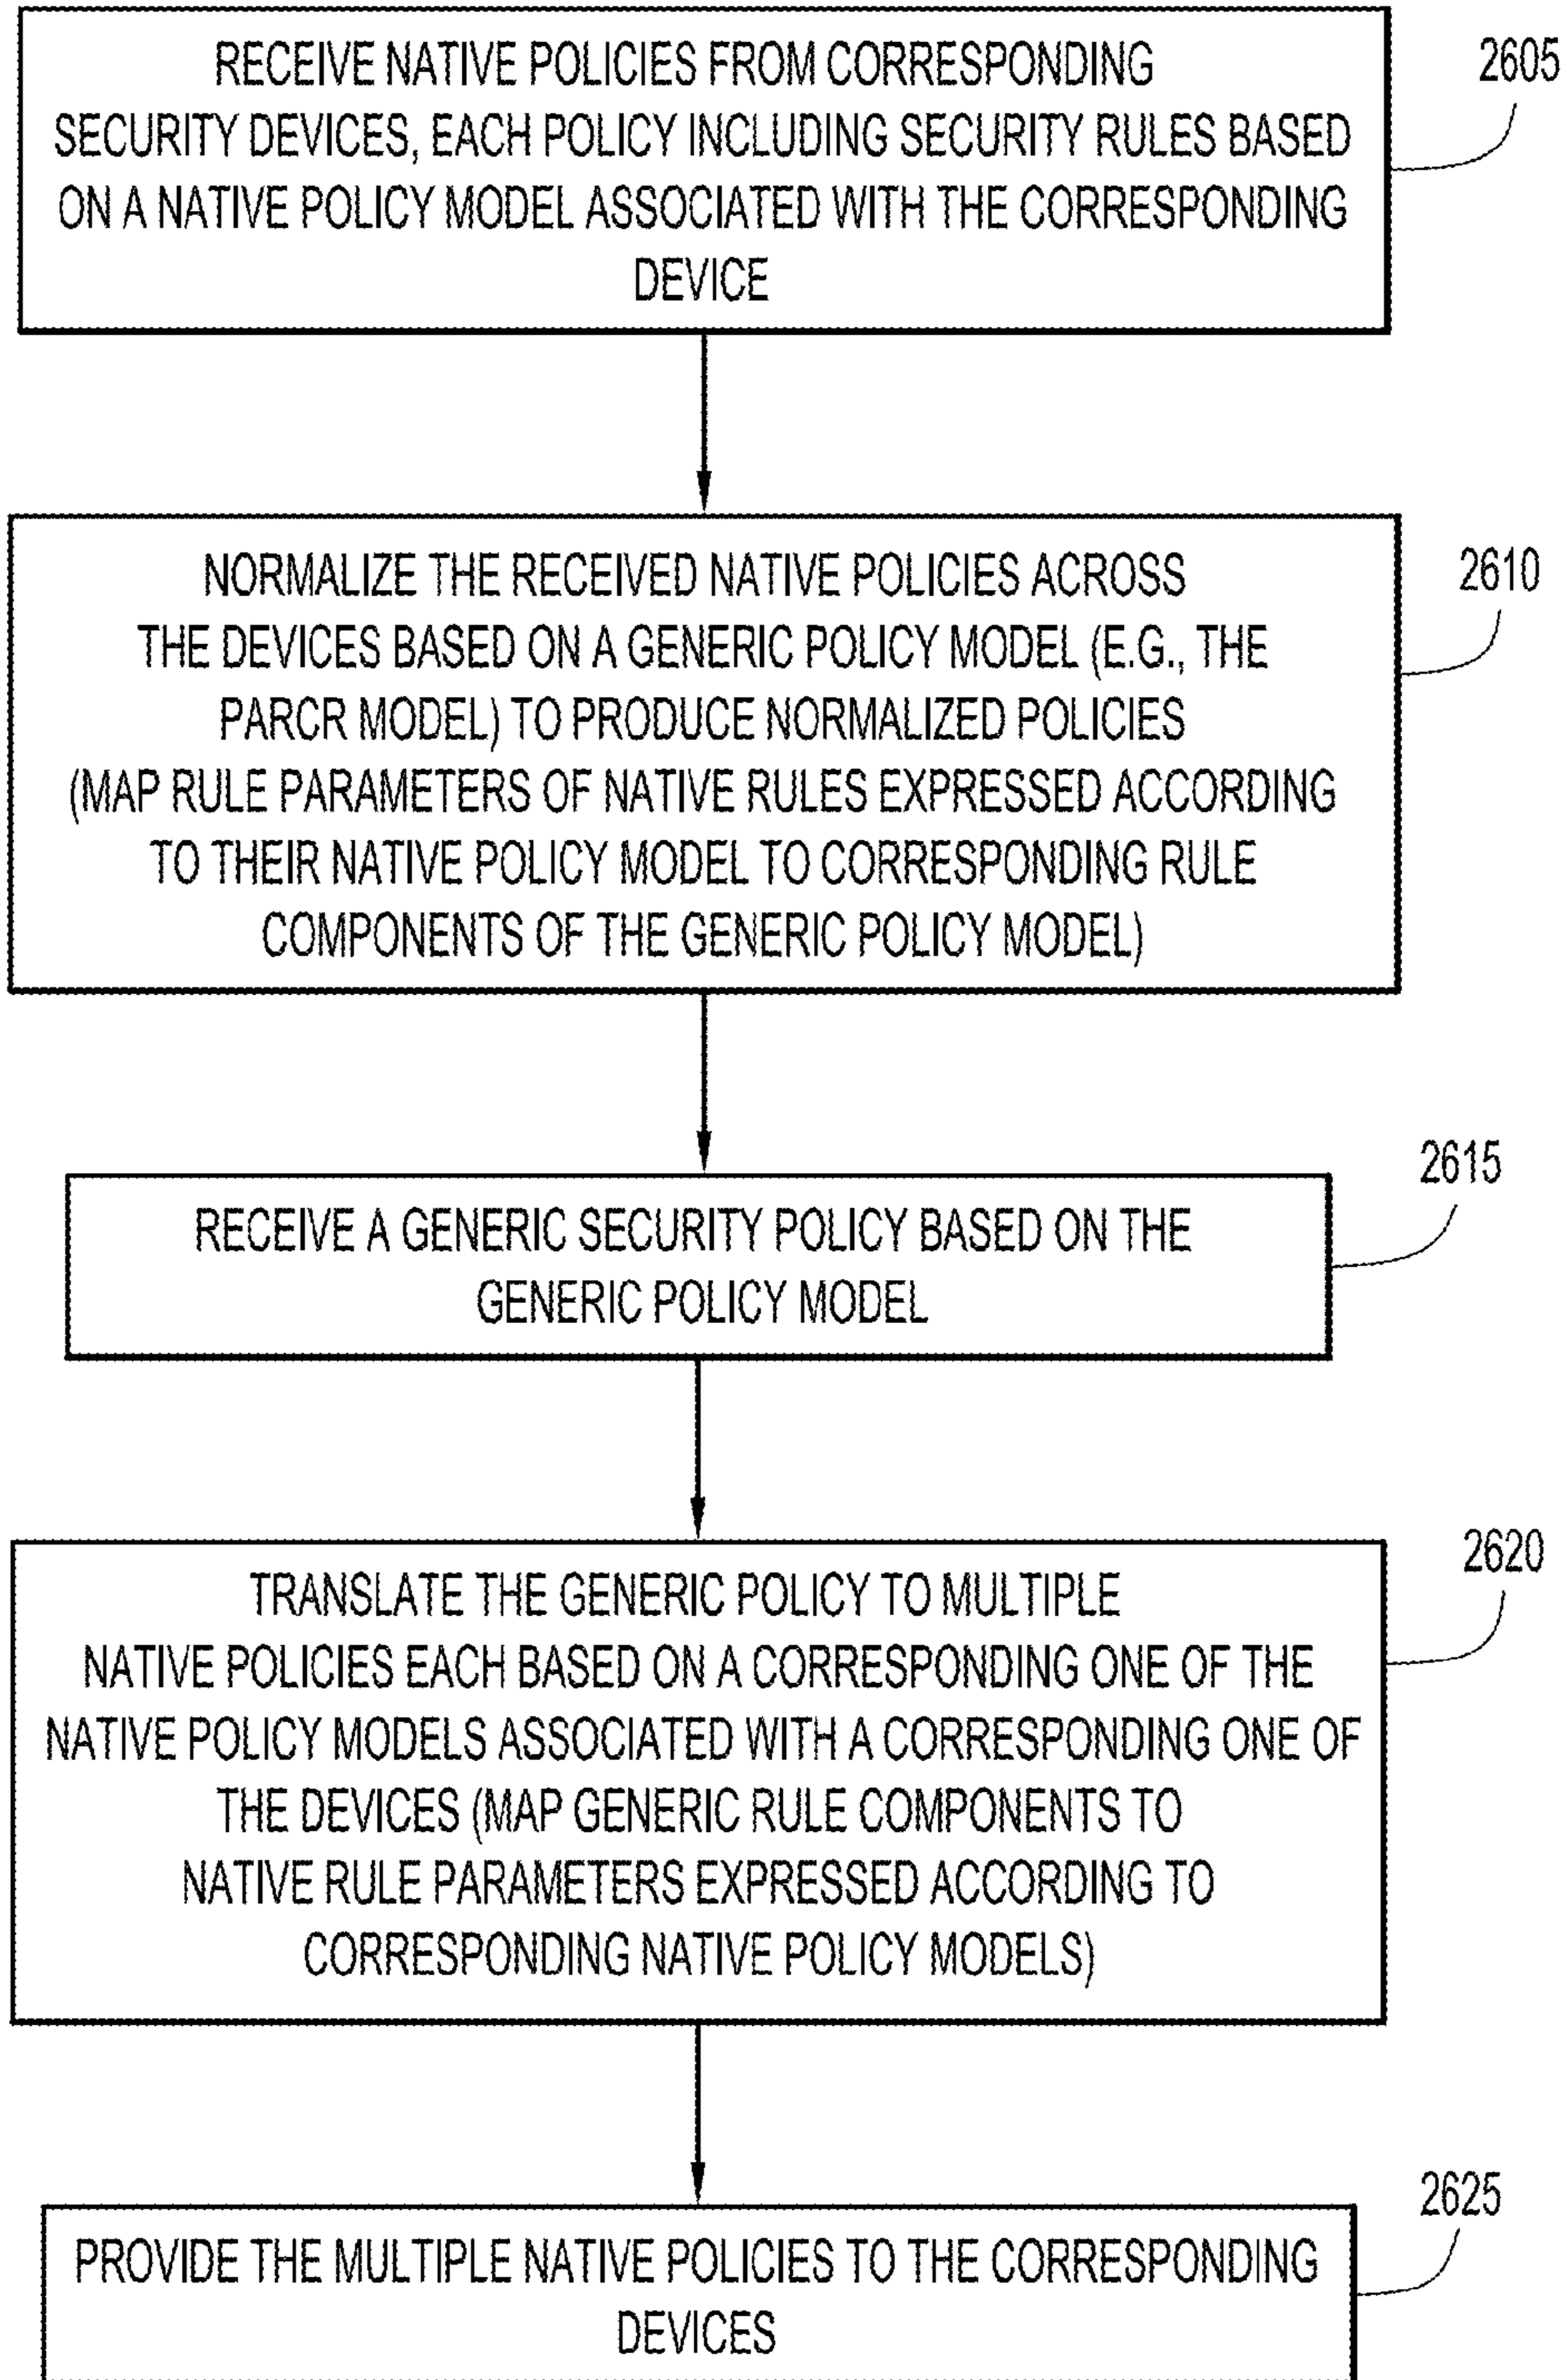 RECEIVE NATIVE POLICIES FROM CORRESPONDING
SECURITY DEVICES, EACH POLICY INCLUDING SECURITY RULES BASED
ON A NATIVE POLICY MODEL ASSOCIATED WITH THE CORRESPONDING
DEVICE
2605
NORMALIZE THE RECEIVED NATIVE POLICIES ACROSS
THE DEVICES BASED ON A GENERIC POLICY MODEL (E.G., THE
PARCR MODEL) TO PRODUCE NORMALIZED POLICIES
(MAP RULE PARAMETERS OF NATIVE RULES EXPRESSED ACCORDING
TO THEIR NATIVE POLICY MODEL TO CORRESPONDING RULE
COMPONENTS OF THE GENERIC POLICY MODEL)
2610
RECEIVE A GENERIC SECURITY POLICY BASED ON THE
GENERIC POLICY MODEL
2615
TRANSLATE THE GENERIC POLICY TO MULTIPLE
NATIVE POLICIES EACH BASED ON A CORRESPONDING ONE OF THE
NATIVE POLICY MODELS ASSOCIATED WITH A CORRESPONDING ONE OF
THE DEVICES (MAP GENERIC RULE COMPONENTS TO
NATIVE RULE PARAMETERS EXPRESSED ACCORDING TO
CORRESPONDING NATIVE POLICY MODELS)
2620
PROVIDE THE MULTIPLE NATIVE POLICIES TO THE CORRESPONDING
DEVICES
2625